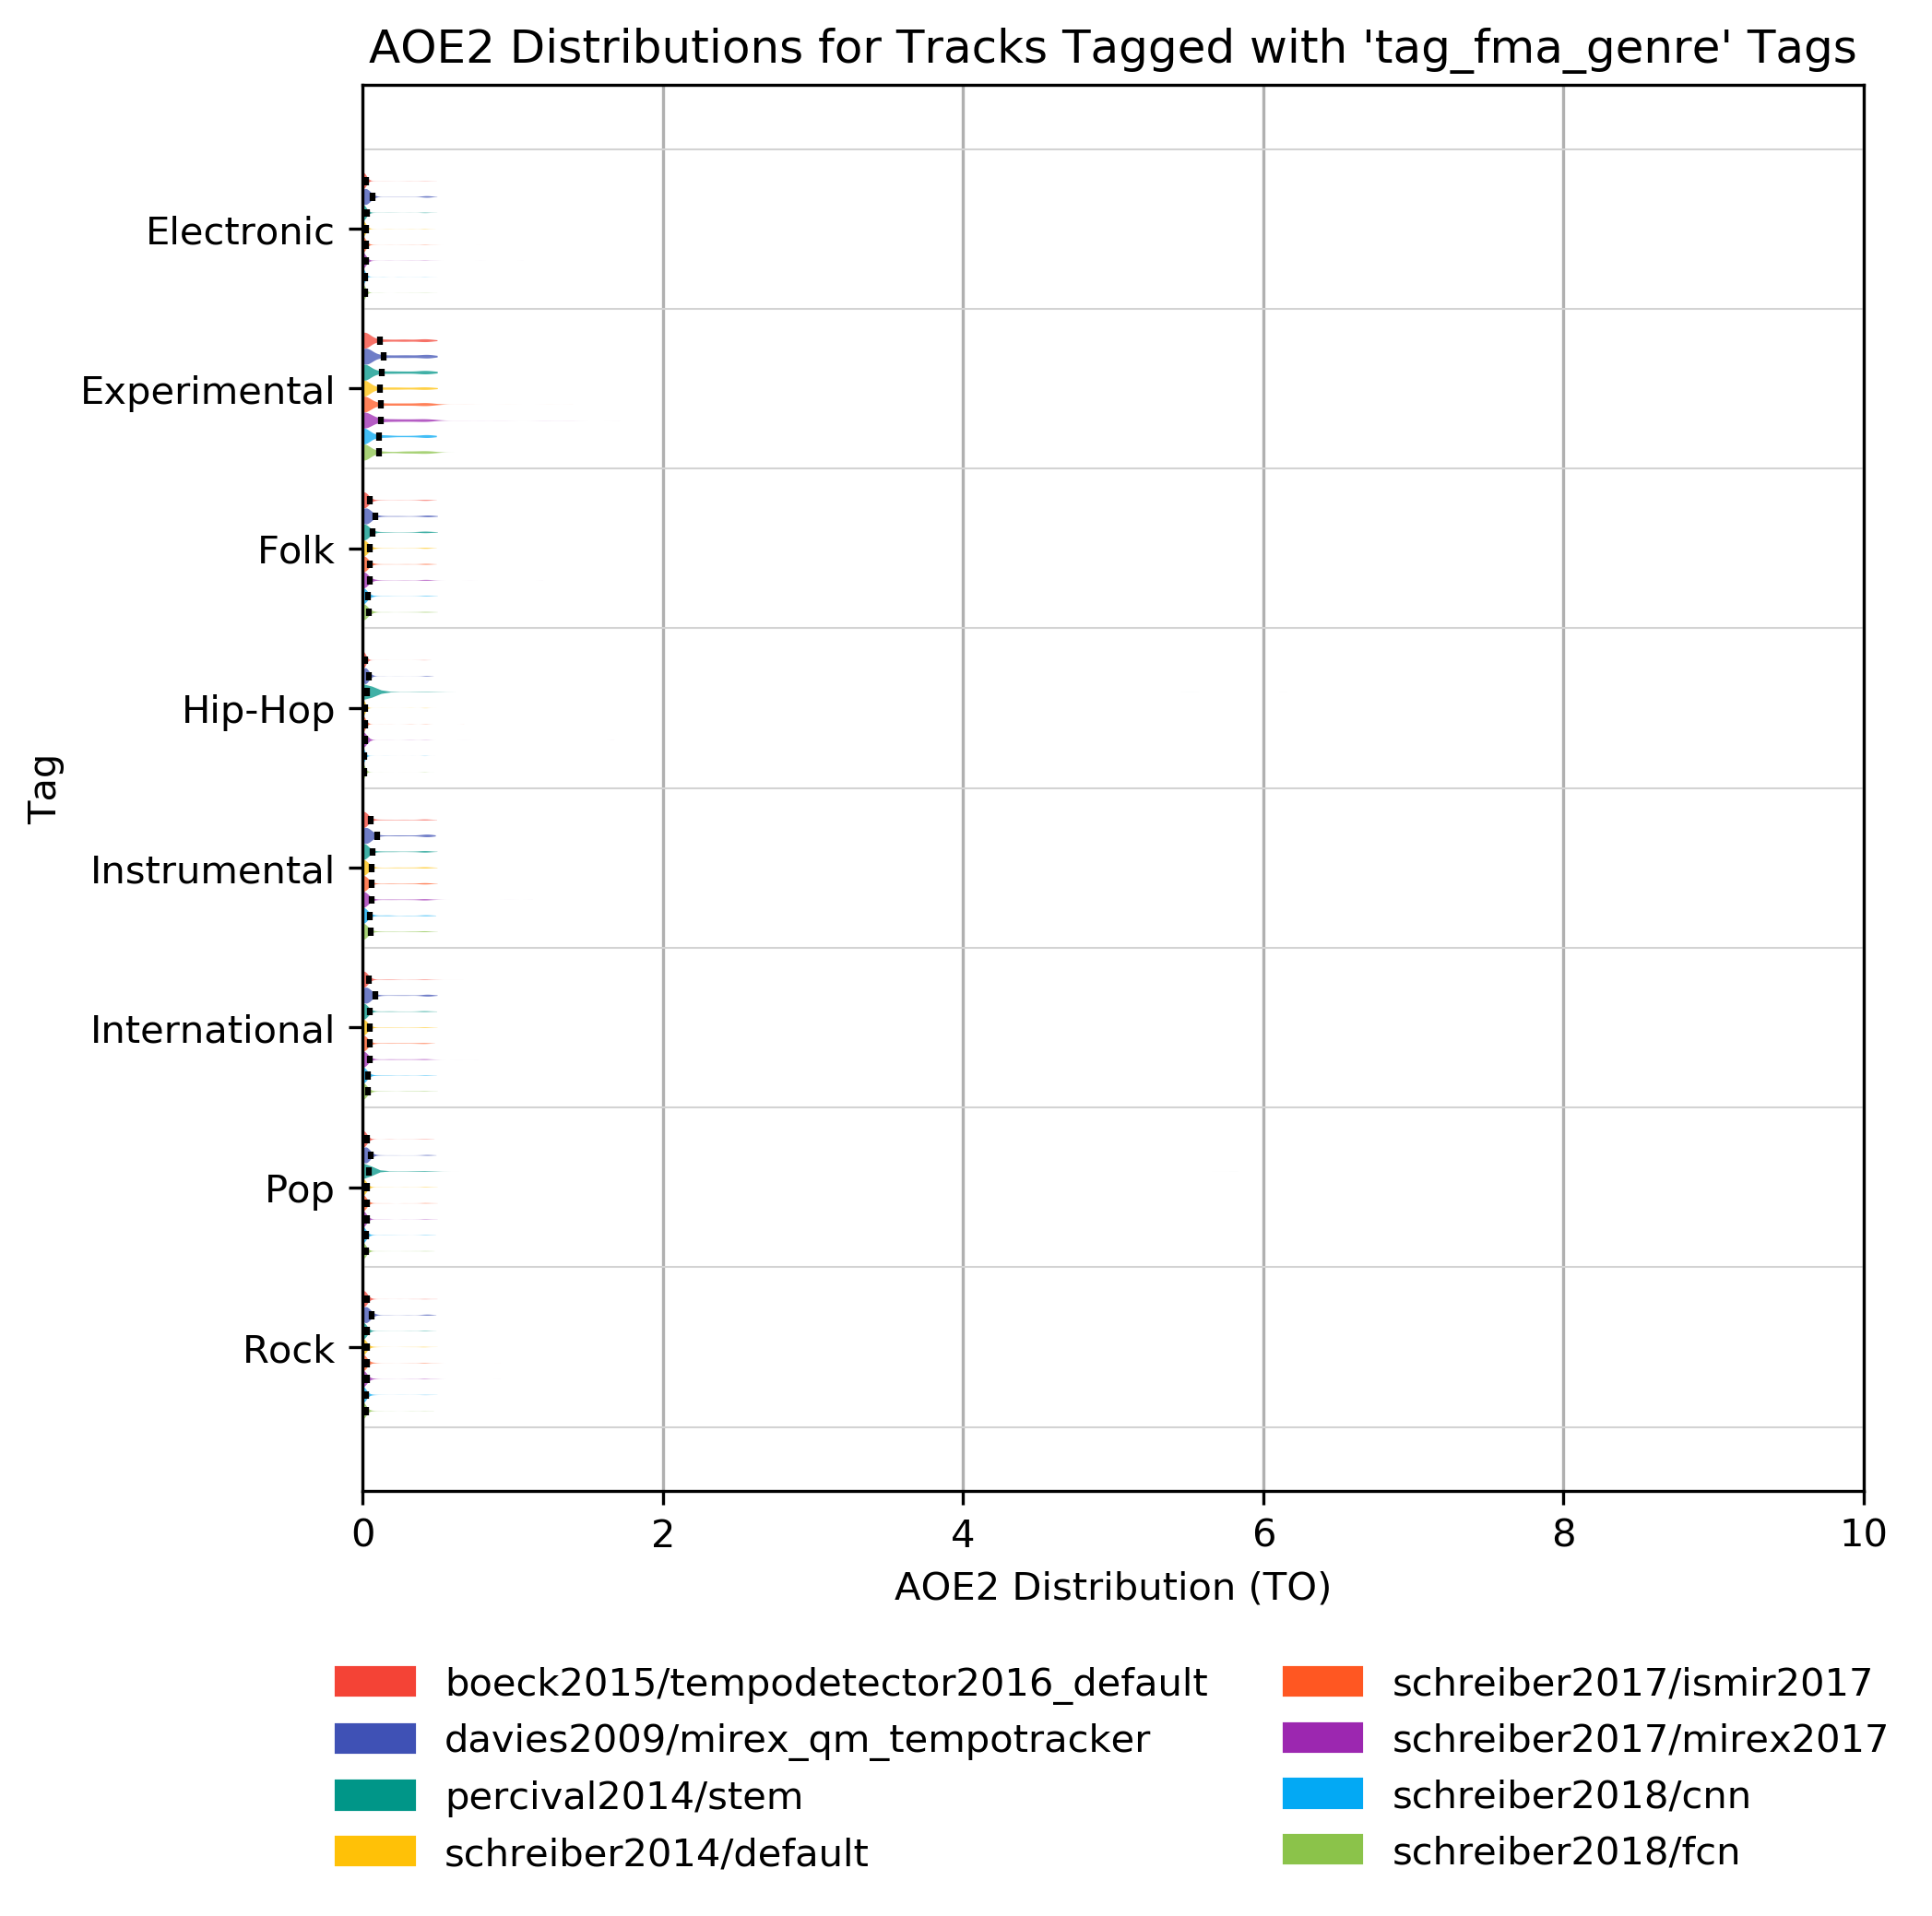 AOE2 Distributions for Tracks Tagged with 'tag_fma_genre' Tags
Tag
Electronic
Experimental
Folk
Hip-Hop
Instrumental
International
Pop
Rock
0 2 4 6 8 10
AOE2 Distribution (TO)
boeck2015/tempodetector2016_default
davies2009/mirex_qm_tempotracker
percival2014/stem
schreiber2014/default
schreiber2017/ismir2017
schreiber2017/mirex2017
schreiber2018/cnn
schreiber2018/fcn